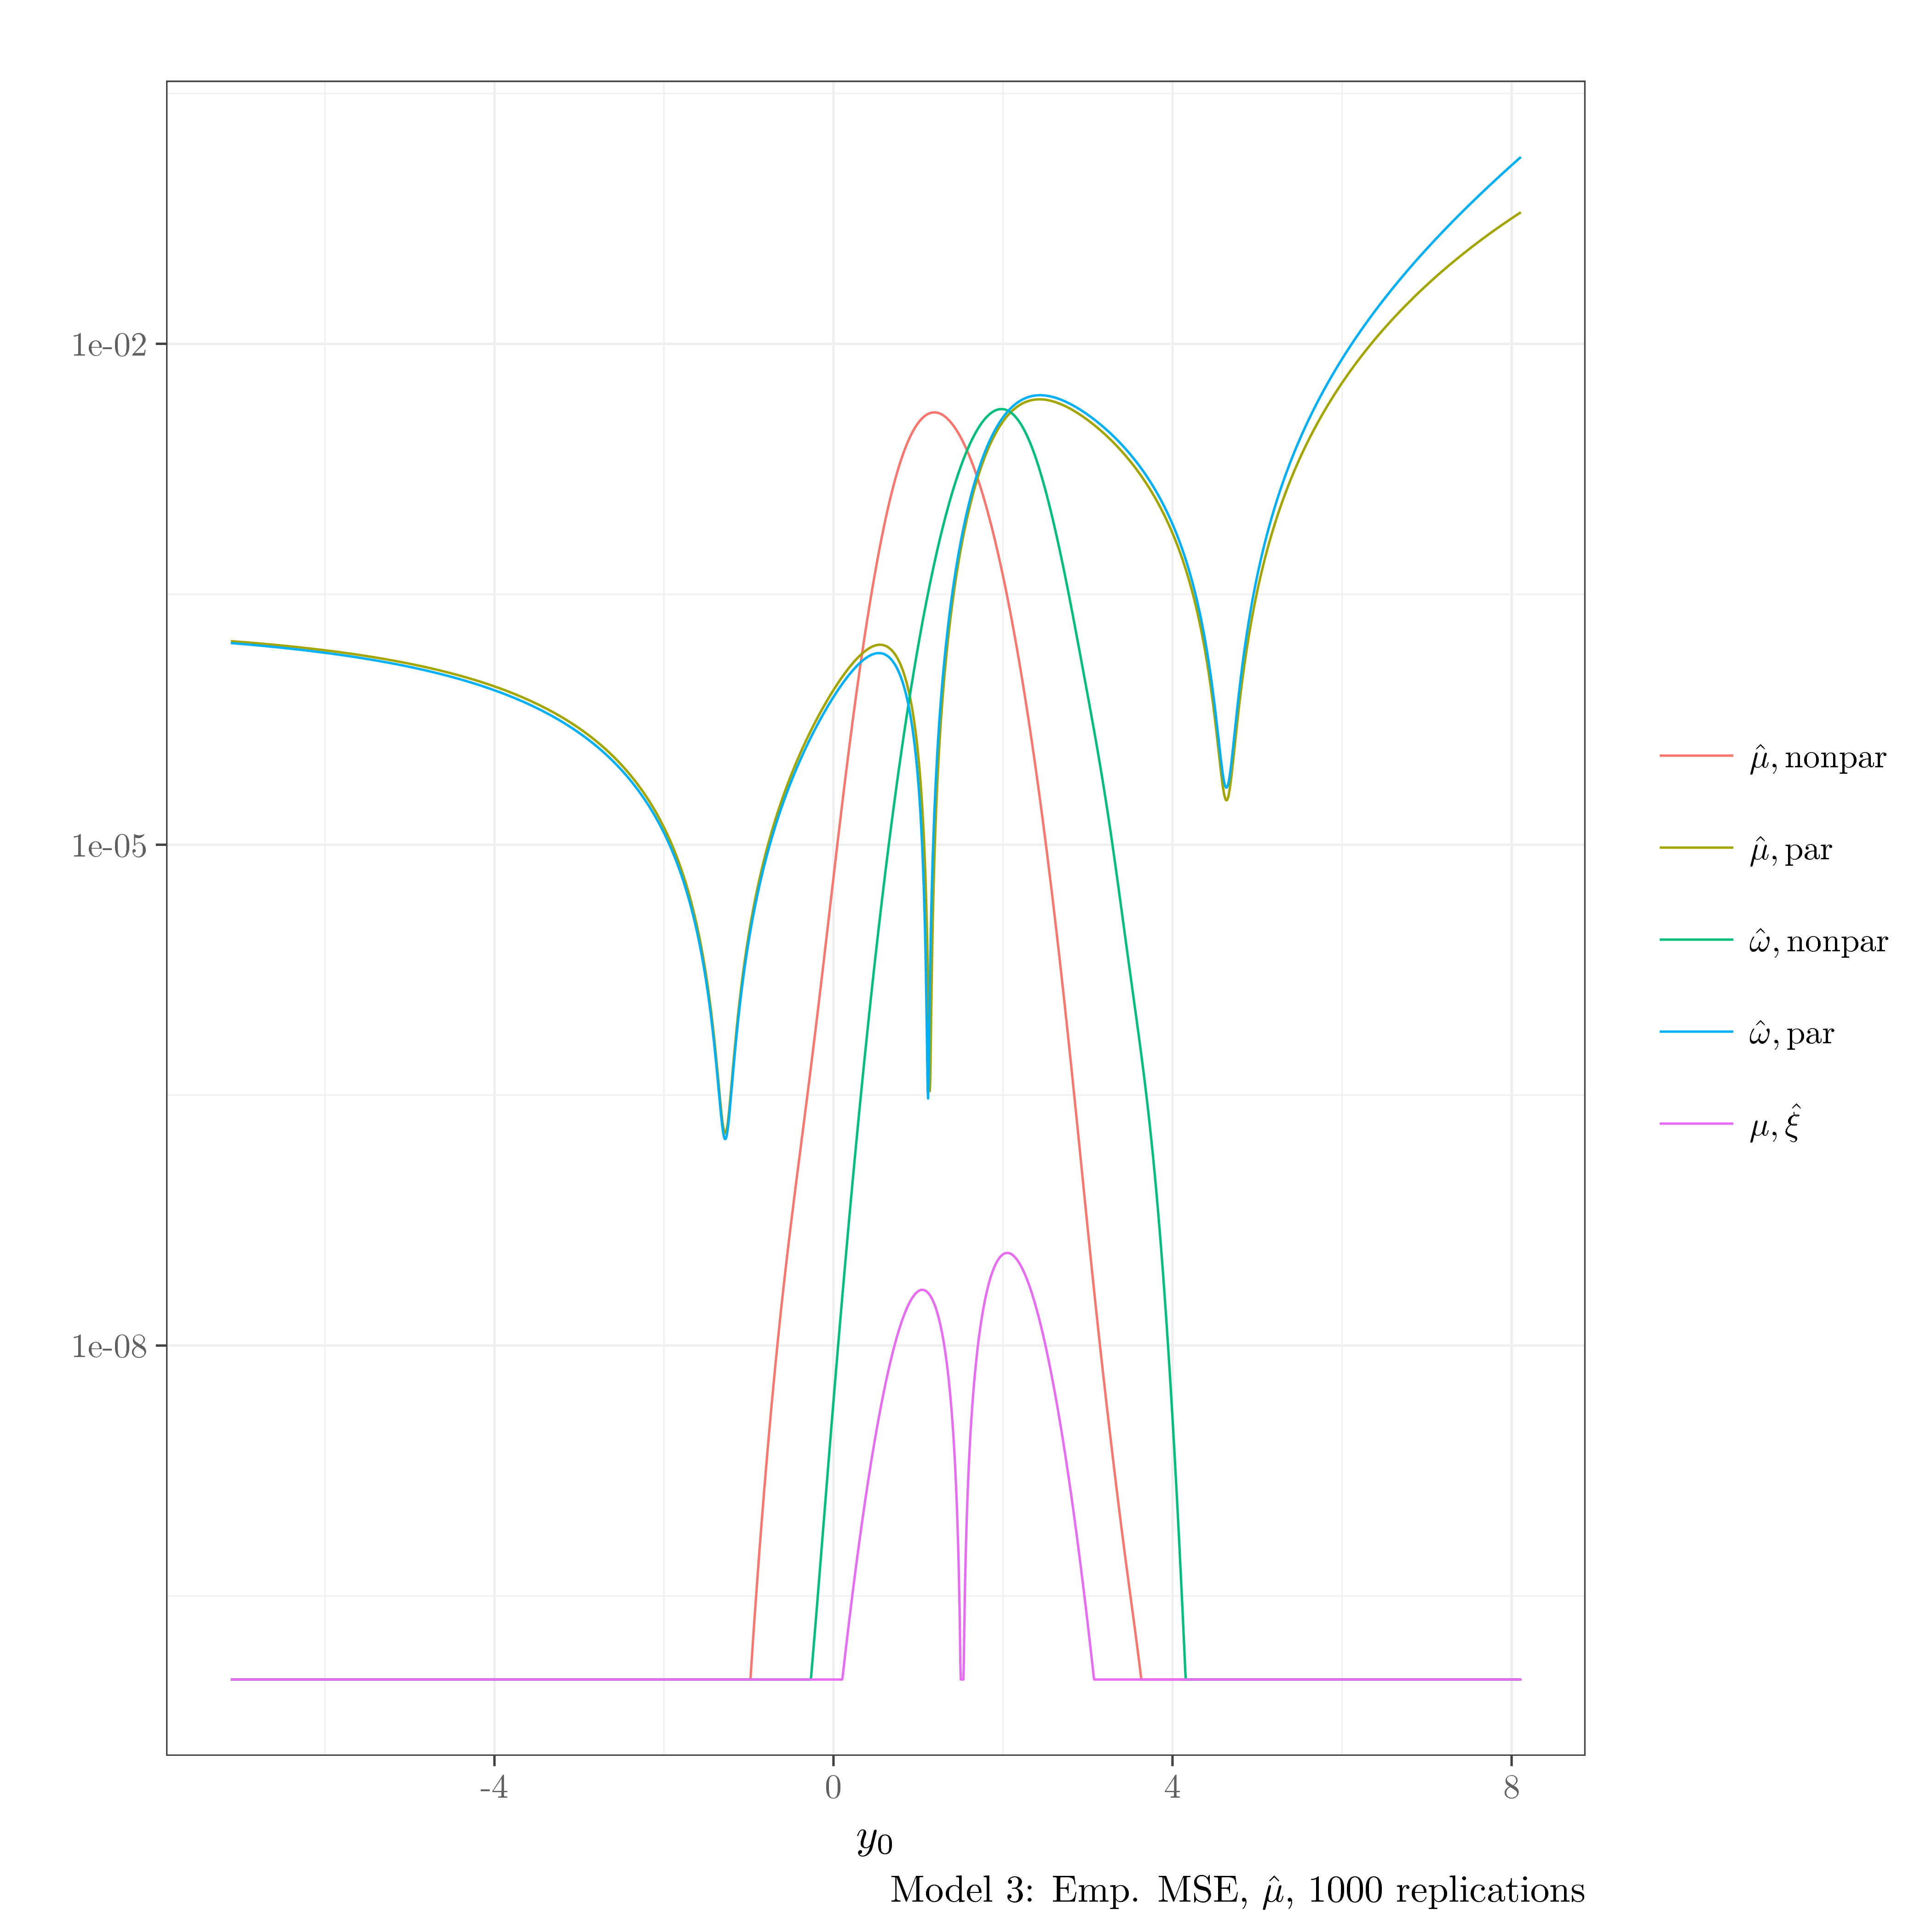 1e-02
1e-05
1e-08
-4 0 4 8
y₀
μ̂, nonpar
μ̂, par
ω̂, nonpar
ω̂, par
μ, ξ̂
Model 3: Emp. MSE, μ̂, 1000 replications